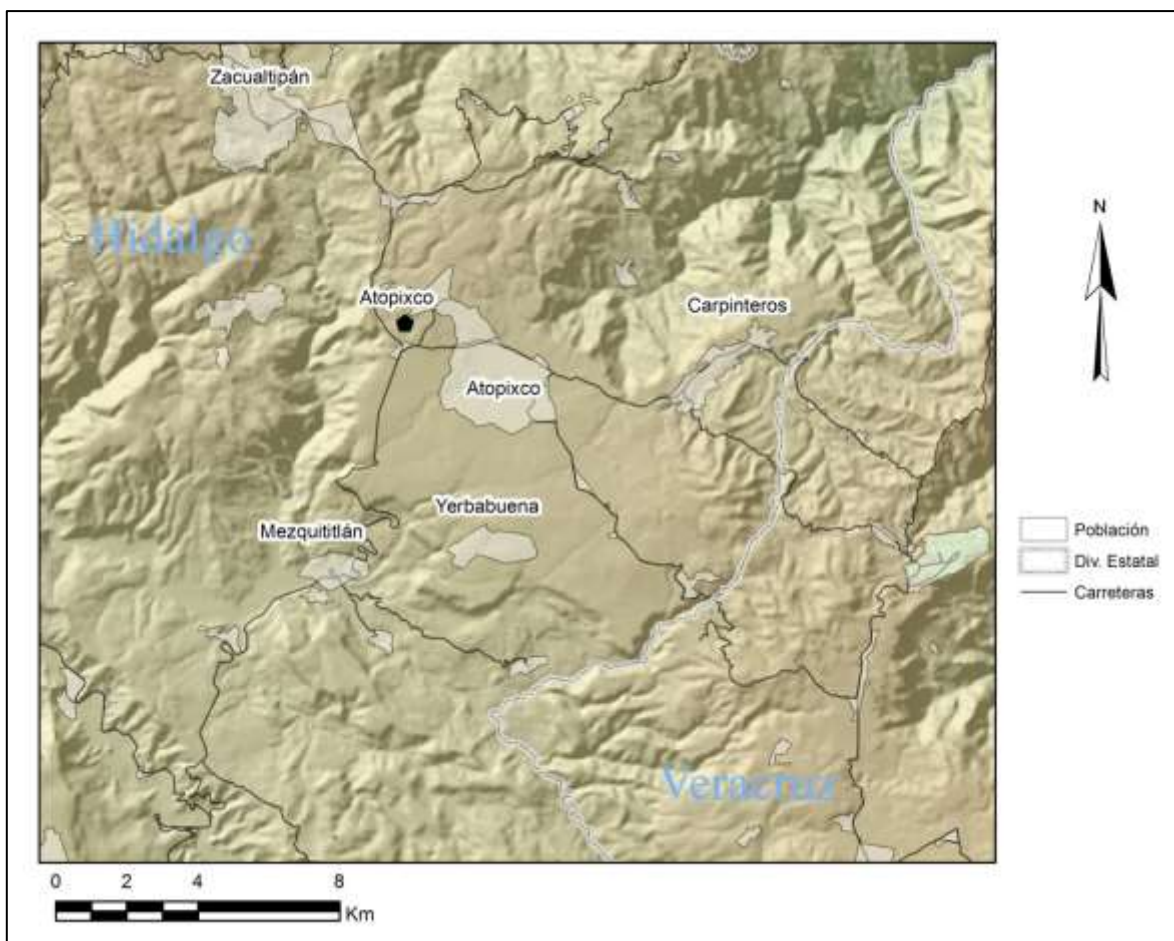 Zacualtipán
Hidalgo
Atopixco
Carpinteros
Atopixco
Yerbabuena
Mezquititlán
Veracruz
N
Población
Div. Estatal
Carreteras
0 2 4 8
Km